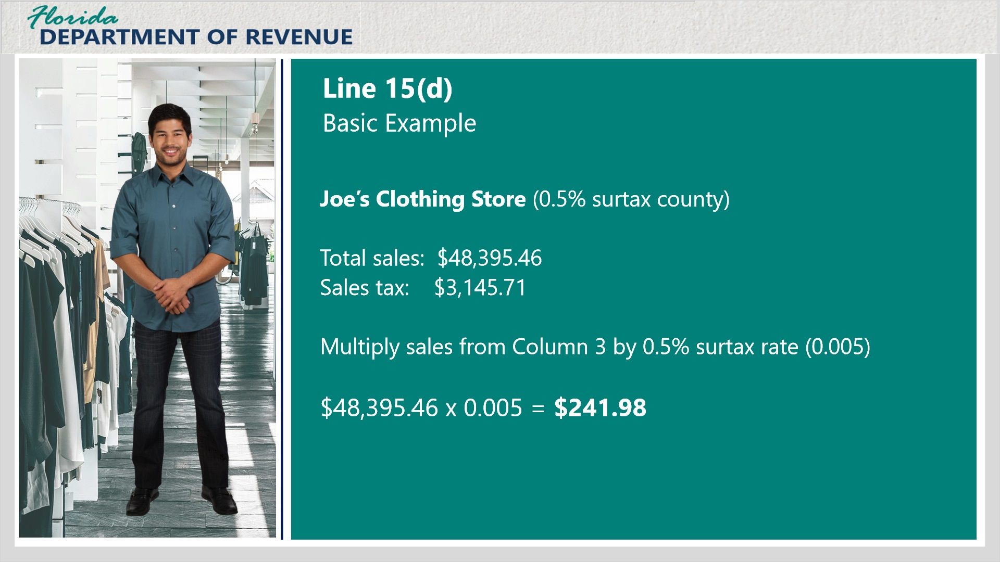 Florida
DEPARTMENT OF REVENUE
Line 15(d)
Basic Example
Joe's Clothing Store (0.5% surtax county)
Total sales: $48,395.46
Sales tax: $3,145.71
Multiply sales from Column 3 by 0.5% surtax rate (0.005)
$48,395.46 x 0.005 = $241.98